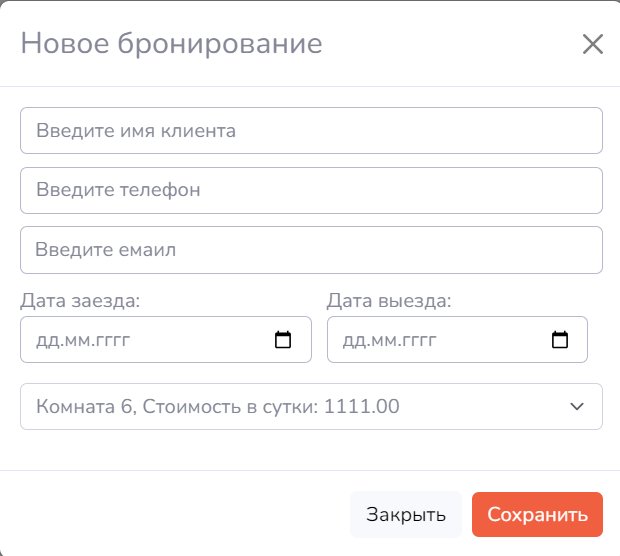 Новое бронирование
Введите имя клиента
Введите телефон
Введите емаил
Дата заезда: Дата выезда:
дд.мм.гггг дд.мм.гггг
Комната 6, Стоимость в сутки: 1111.00
Закрыть Сохранить